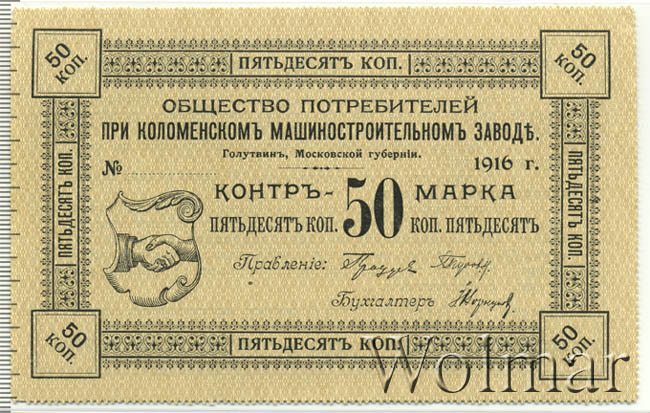 50 КОП.
ПЯТЬДЕСЯТЪ КОП.
50 КОП.
ОБЩЕСТВО ПОТРЕБИТЕЛЕЙ
ПРИ КОЛОМЕНСКОМЪ МАШИНОСТРОИТЕЛЬНОМЪ ЗАВОДѢ.
Голутвинъ, Московской губерніи.
№
1916 г.
КОНТРЪ- 50 МАРКА
ПЯТЬДЕСЯТЪ КОП. КОП. ПЯТЬДЕСЯТЪ
Правленіе:
Бухгалтеръ
ПЯТЬДЕСЯТЪ КОП.
ПЯТЬДЕСЯТЪ КОП.
50 КОП.
ПЯТЬДЕСЯТЪ КОП.
50 КОП.
Wolmar